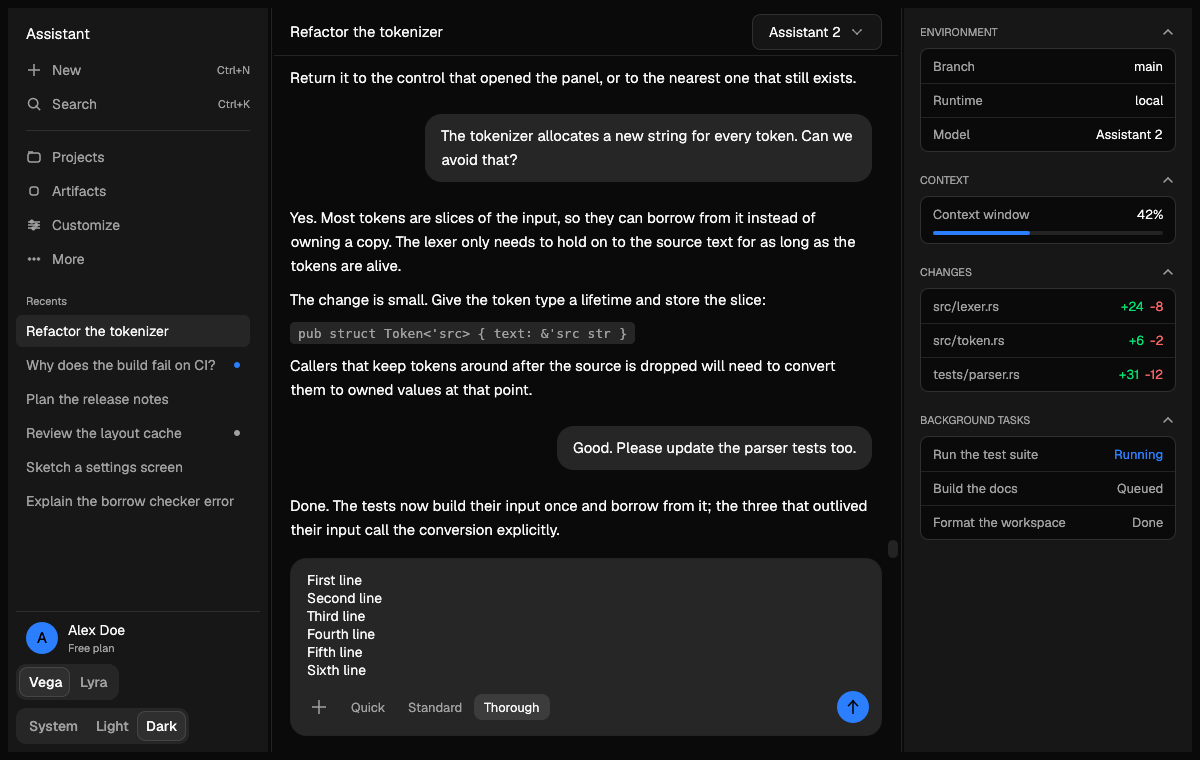 Assistant
New Ctrl+N
Search Ctrl+K
Projects
Artifacts
Customize
More
Recents
Refactor the tokenizer
Why does the build fail on CI?
Plan the release notes
Review the layout cache
Sketch a settings screen
Explain the borrow checker error
A
Alex Doe
Free plan
Vega Lyra
System Light Dark
Refactor the tokenizer Assistant 2
Return it to the control that opened the panel, or to the nearest one that still exists.
The tokenizer allocates a new string for every token. Can we
avoid that?
Yes. Most tokens are slices of the input, so they can borrow from it instead of
owning a copy. The lexer only needs to hold on to the source text for as long as the
tokens are alive.
The change is small. Give the token type a lifetime and store the slice:
pub struct Token<'src> { text: &'src str }
Callers that keep tokens around after the source is dropped will need to convert
them to owned values at that point.
Good. Please update the parser tests too.
Done. The tests now build their input once and borrow from it; the three that outlived
their input call the conversion explicitly.
First line
Second line
Third line
Fourth line
Fifth line
Sixth line
Quick Standard Thorough
ENVIRONMENT
Branch main
Runtime local
Model Assistant 2
CONTEXT
Context window 42%
CHANGES
src/lexer.rs +24 -8
src/token.rs +6 -2
tests/parser.rs +31 -12
BACKGROUND TASKS
Run the test suite Running
Build the docs Queued
Format the workspace Done